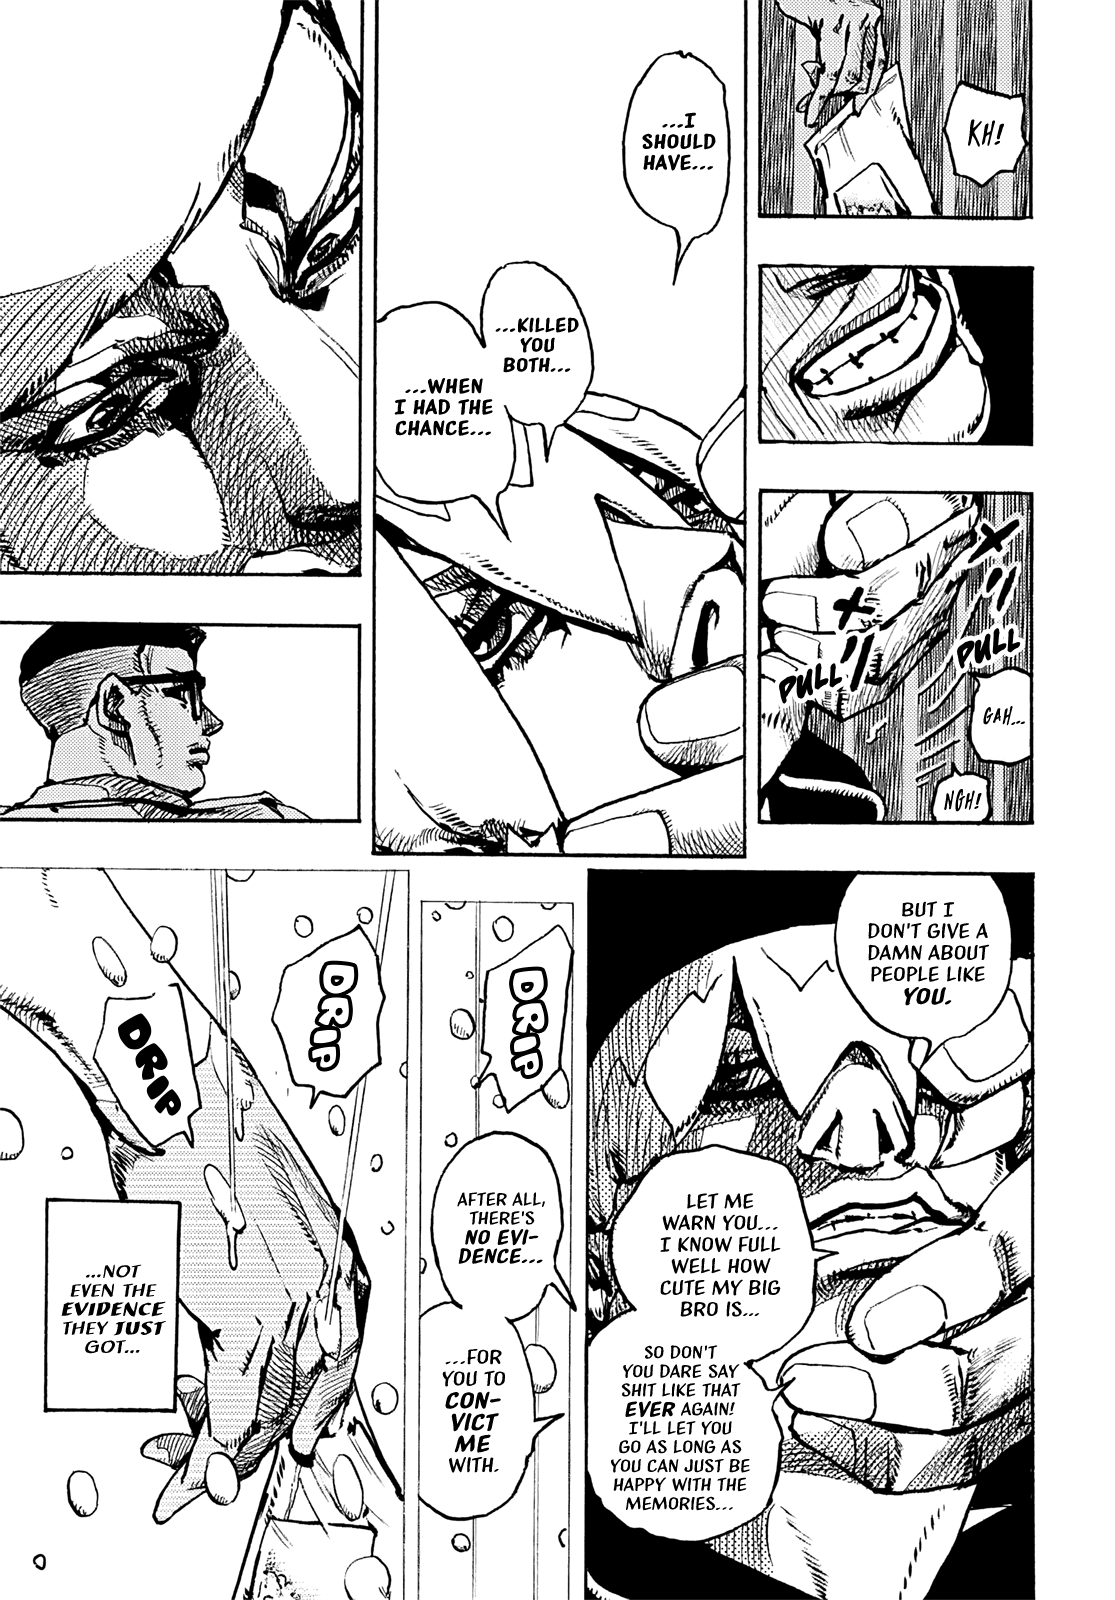 KH!
PULL
PULL
GAH...
NGH!
...I
SHOULD
HAVE...
...KILLED
YOU
BOTH...
...WHEN
I HAD THE
CHANCE...
BUT I
DON'T GIVE A
DAMN ABOUT
PEOPLE LIKE
YOU.
LET ME
WARN YOU...
I KNOW FULL
WELL HOW
CUTE MY BIG
BRO IS...
SO DON'T
YOU DARE SAY
SHIT LIKE THAT
EVER AGAIN!
I'LL LET YOU
GO AS LONG AS
YOU CAN JUST BE
HAPPY WITH THE
MEMORIES...
DRIP
AFTER ALL,
THERE'S
NO EVI-
DENCE...
...FOR
YOU TO
CON-
VICT
ME
WITH.
DRIP
DRIP
...NOT
EVEN THE
EVIDENCE
THEY JUST
GOT...